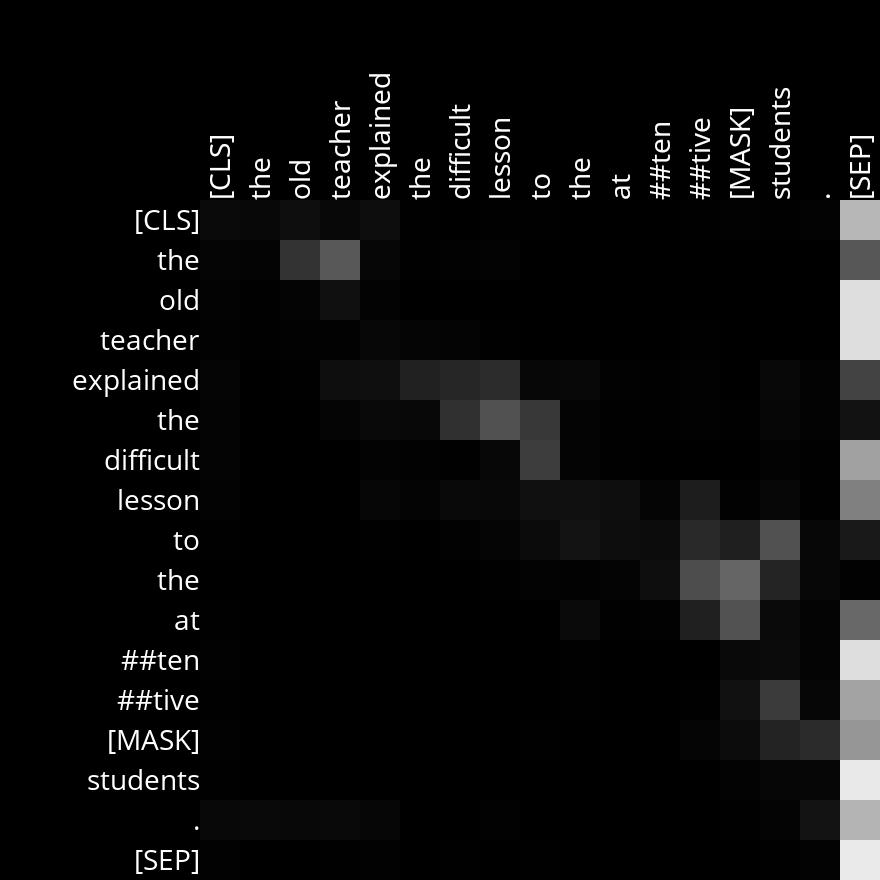 [CLS] the old teacher explained the difficult lesson to the at ##ten ##tive [MASK] students . [SEP]
[CLS]
the
old
teacher
explained
the
difficult
lesson
to
the
at
##ten
##tive
[MASK]
students
.
[SEP]